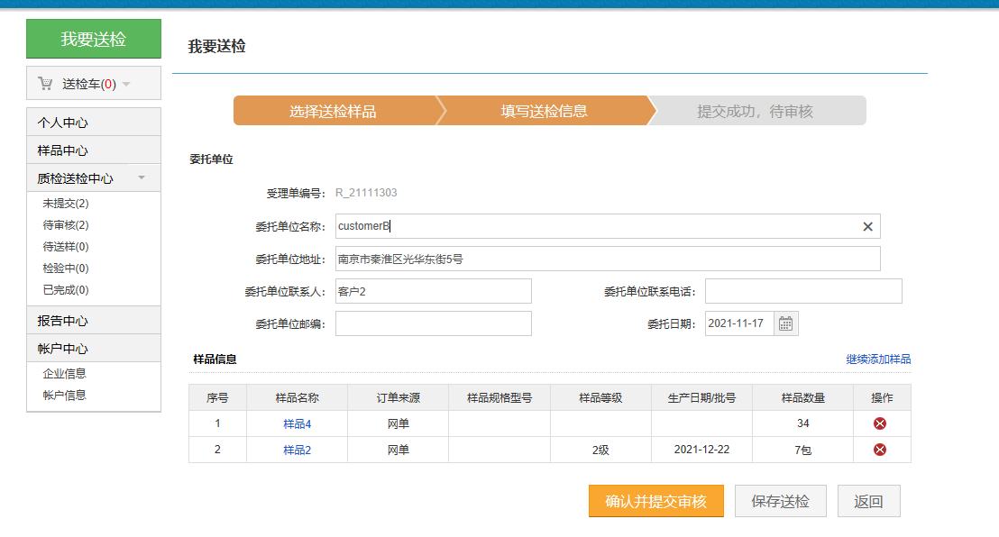 我要送检
送检车(0)
个人中心
样品中心
质检送检中心
未提交(2)
待审核(2)
待送样(0)
检验中(0)
已完成(0)
报告中心
帐户中心
企业信息
帐户信息
我要送检
选择送检样品 填写送检信息 提交成功，待审核
委托单位
受理单编号： R_21111303
委托单位名称： customerB
委托单位地址： 南京市秦淮区光华东街5号
委托单位联系人： 客户2 委托单位联系电话：
委托单位邮编： 委托日期： 2021-11-17
样品信息 继续添加样品
序号 样品名称 订单来源 样品规格型号 样品等级 生产日期/批号 样品数量 操作
1 样品4 网单 34
2 样品2 网单 2级 2021-12-22 7包
确认并提交审核 保存送检 返回